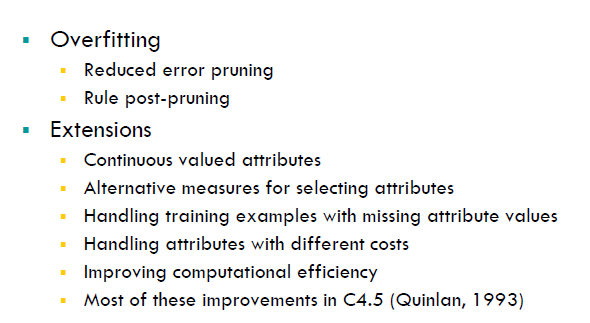 Overfitting
Reduced error pruning
Rule post-pruning
Extensions
Continuous valued attributes
Alternative measures for selecting attributes
Handling training examples with missing attribute values
Handling attributes with different costs
Improving computational efficiency
Most of these improvements in C4.5 (Quinlan, 1993)